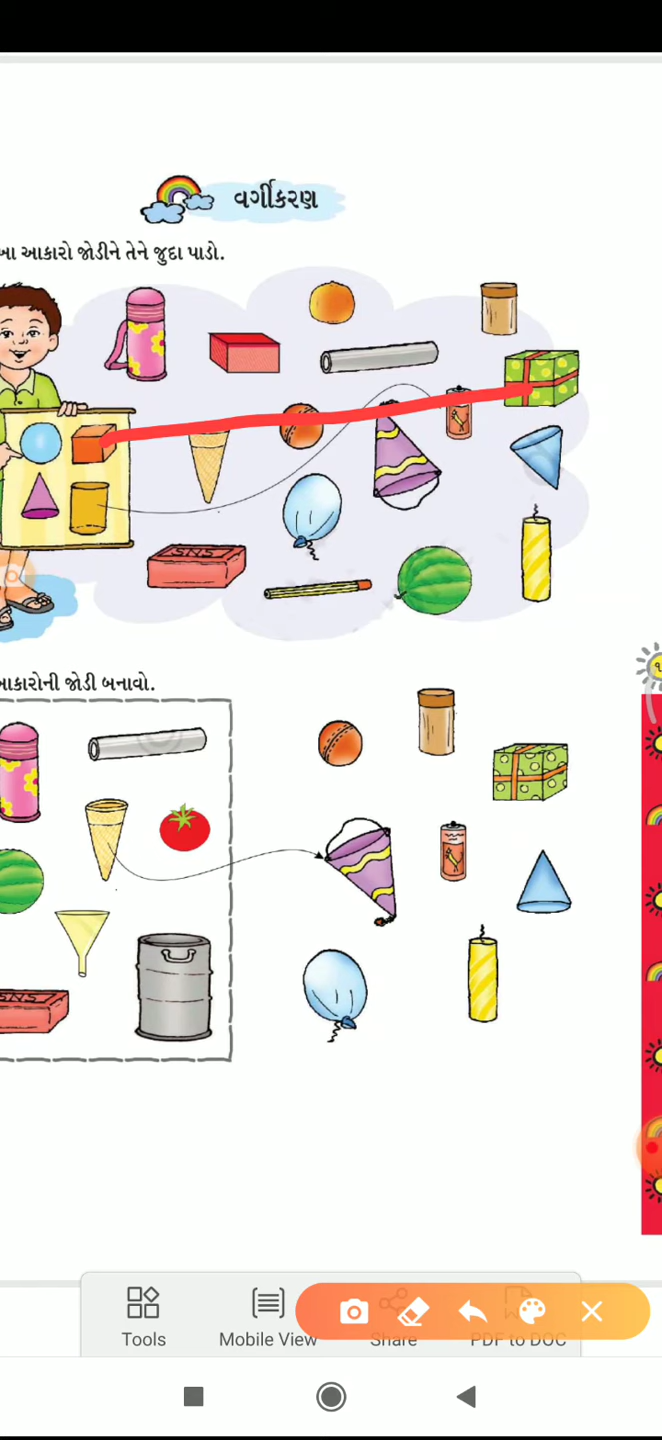 વર્ગીકરણ
આકારો જોડીને તેને જુદા પાડો.
SNS
આકારોની જોડી બનાવો.
SNS
Tools
Mobile View
Share
PDF to DOC